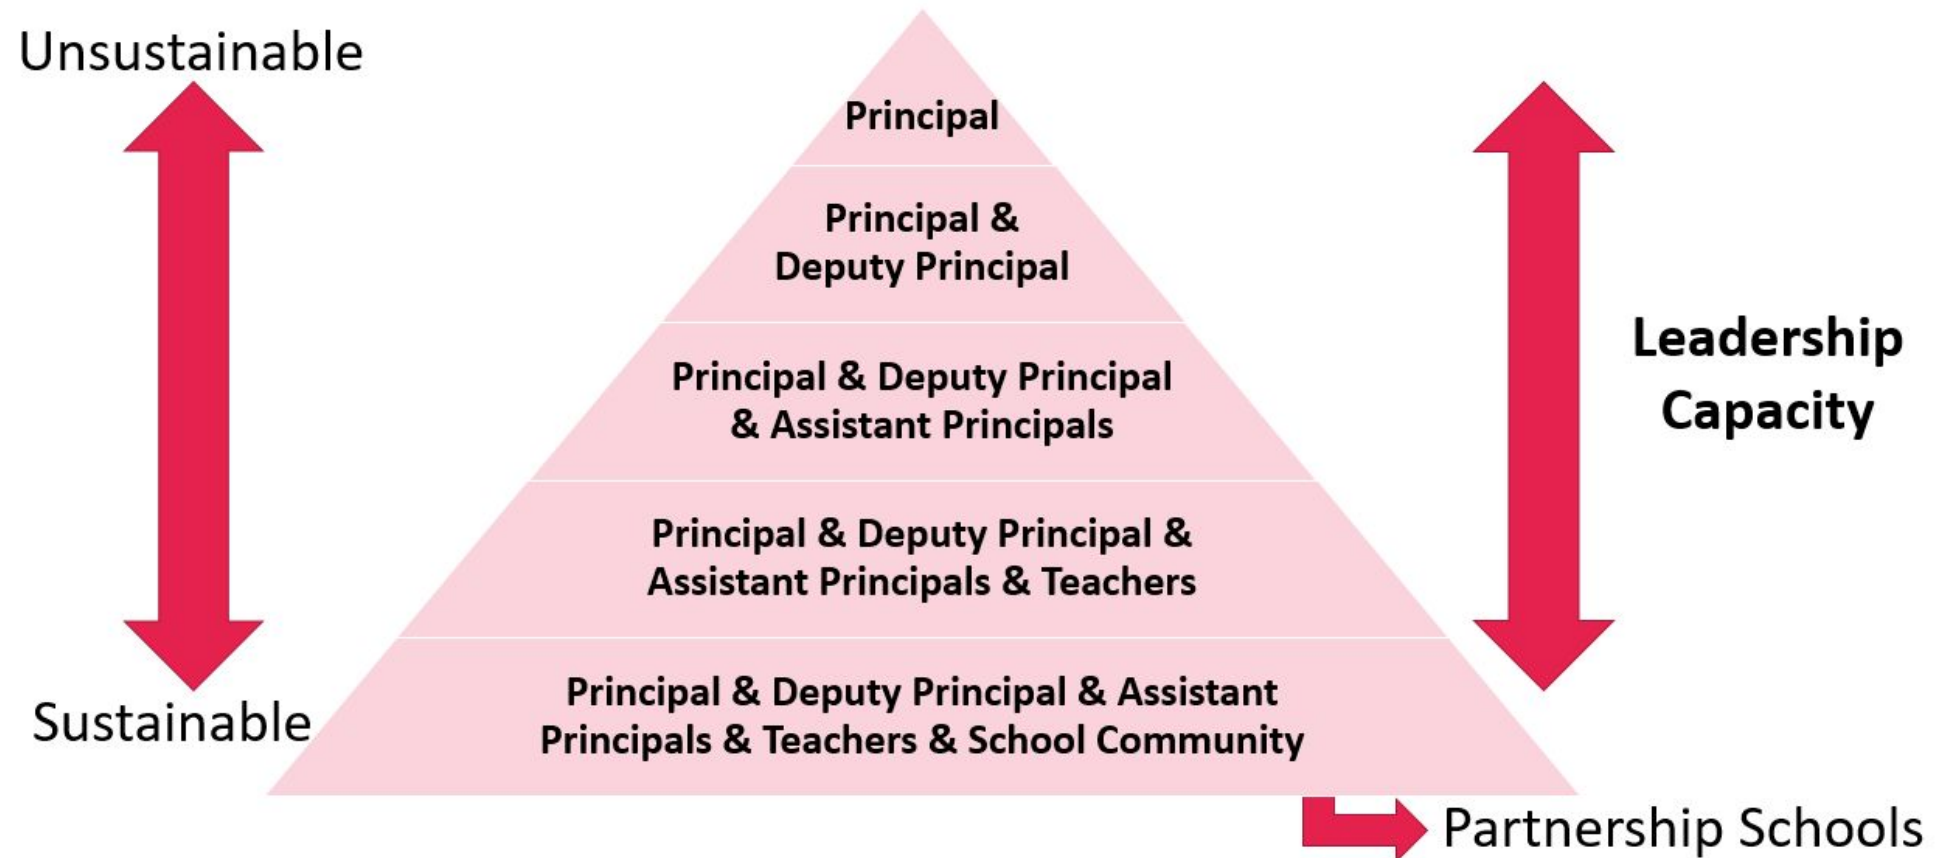 Unsustainable
Principal
Principal &
Deputy Principal
Principal & Deputy Principal
& Assistant Principals
Principal & Deputy Principal &
Assistant Principals & Teachers
Principal & Deputy Principal & Assistant
Principals & Teachers & School Community
Sustainable
Leadership
Capacity
Partnership Schools